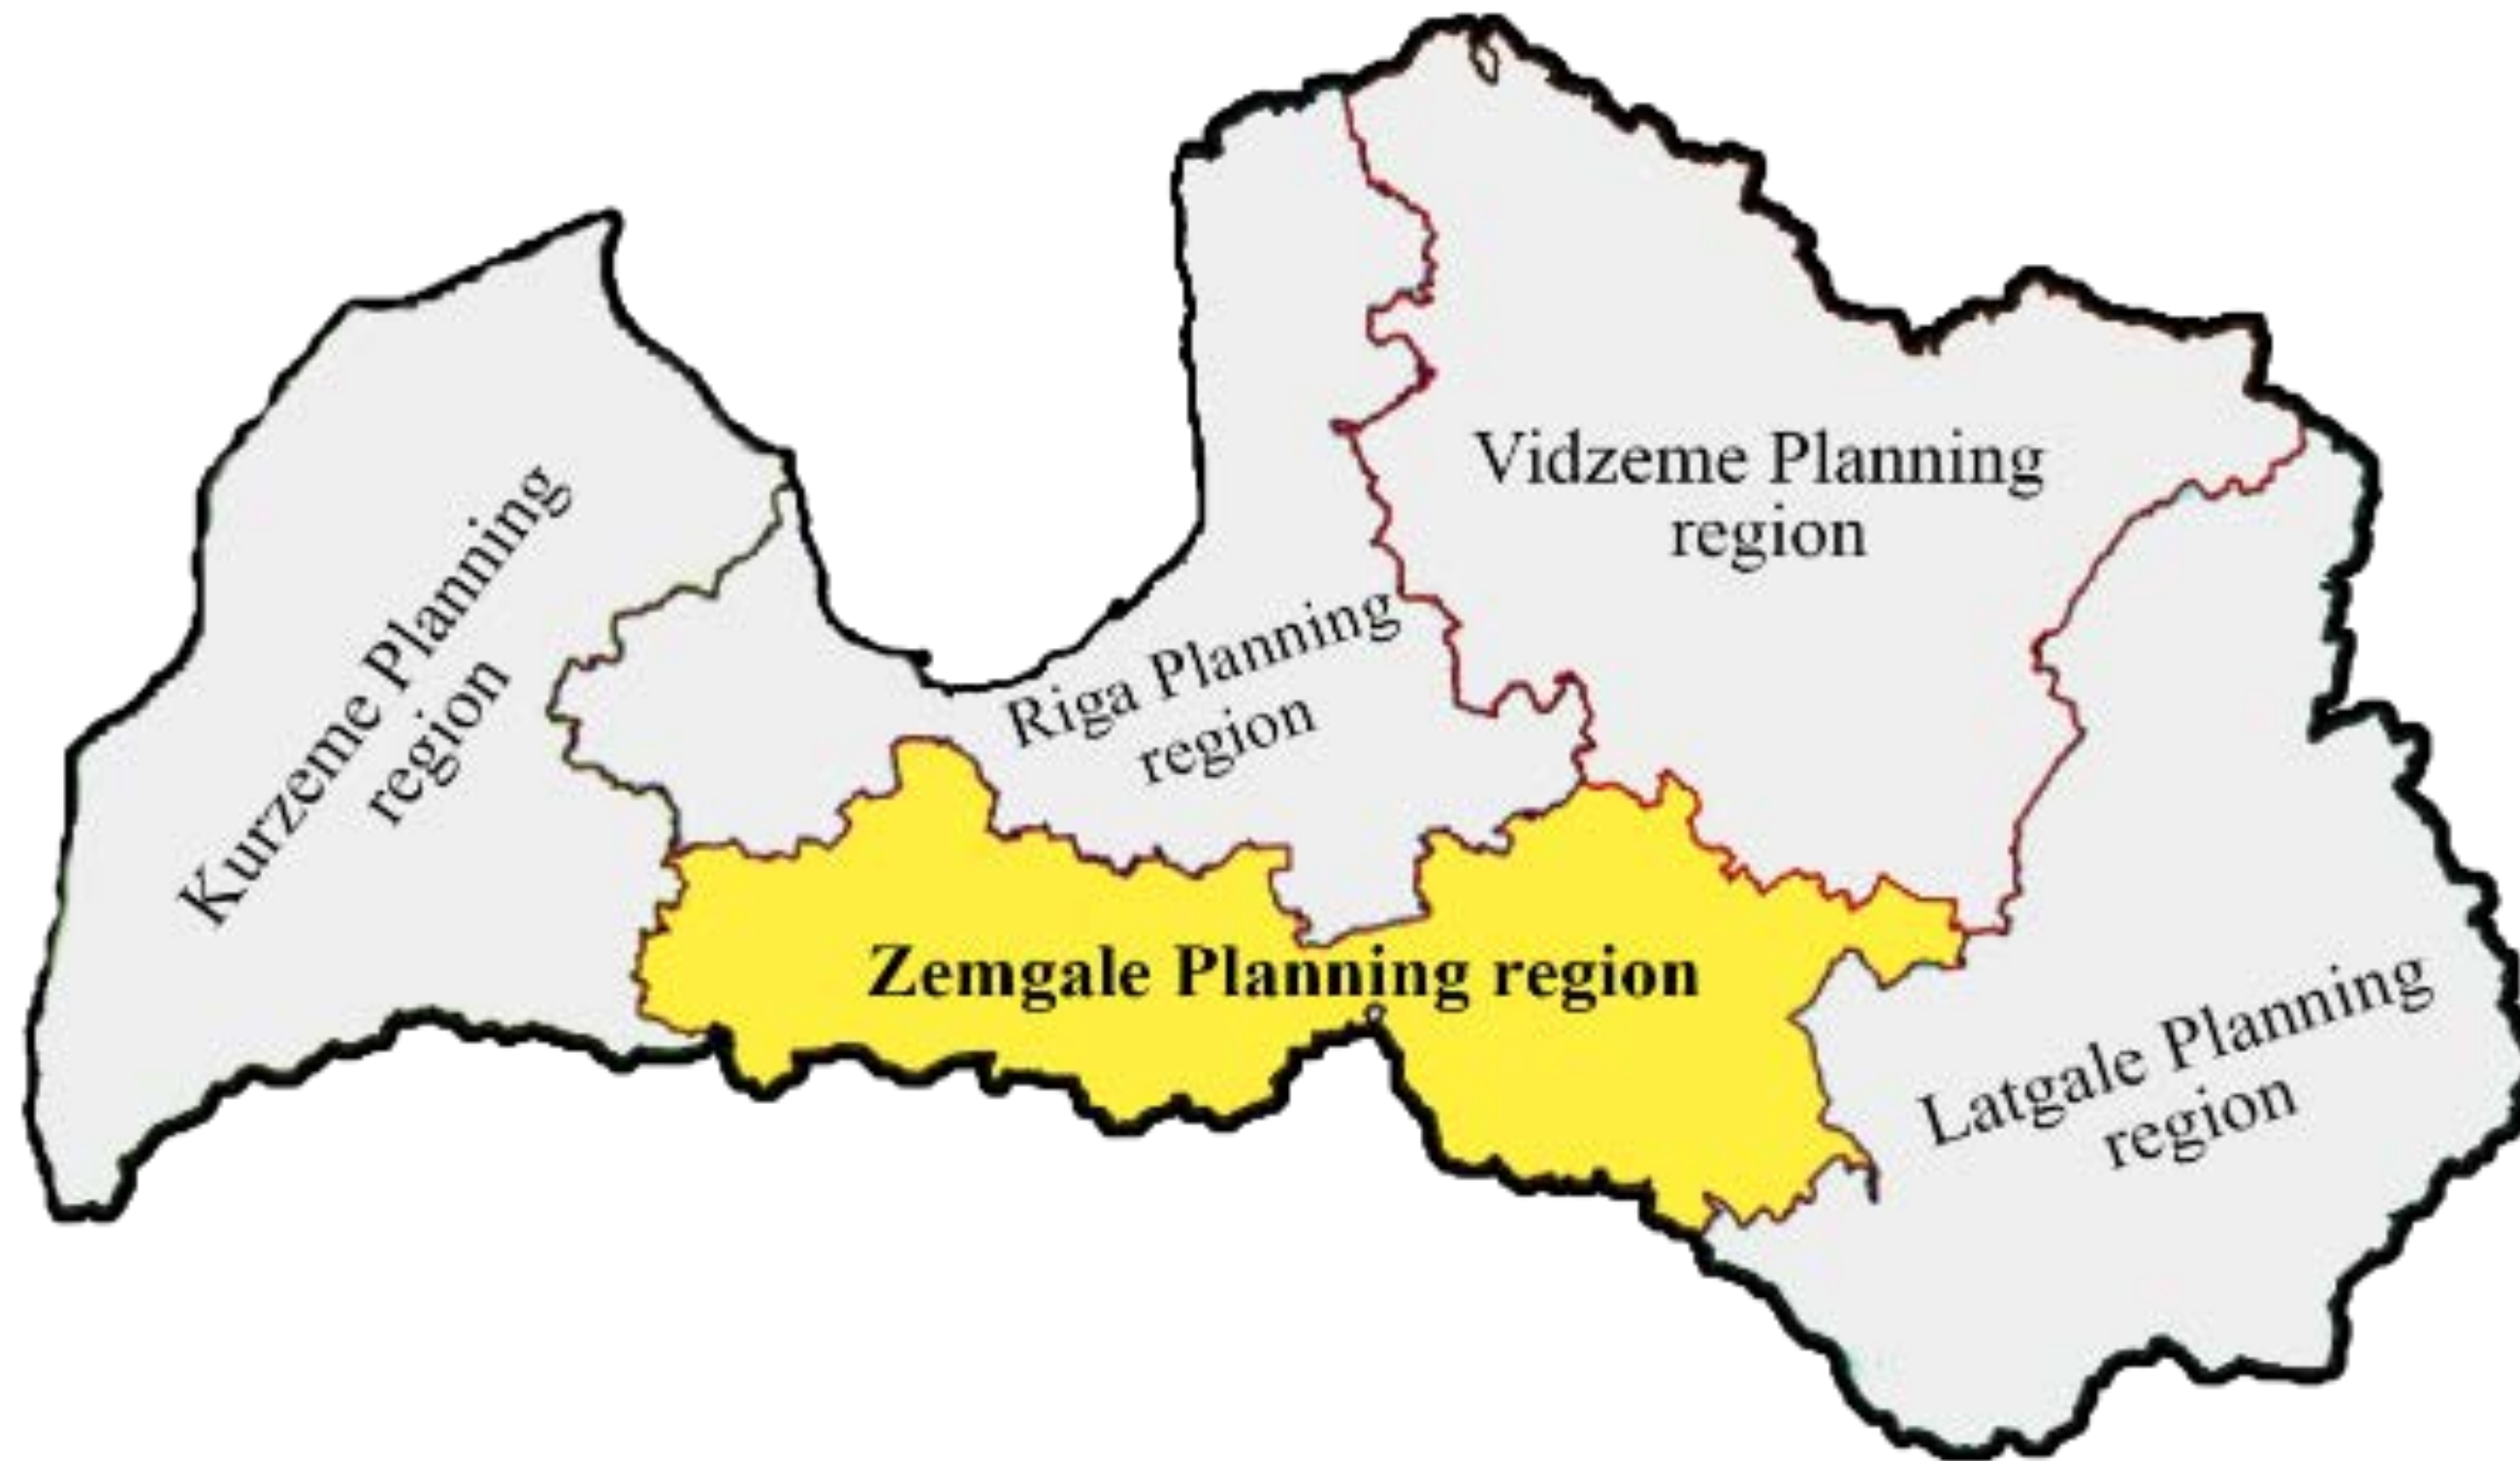 Vidzeme Planning
region
Kurzeme Planning
region
Riga Planning
region
Zemgale Planning region
Latgale Planning
region